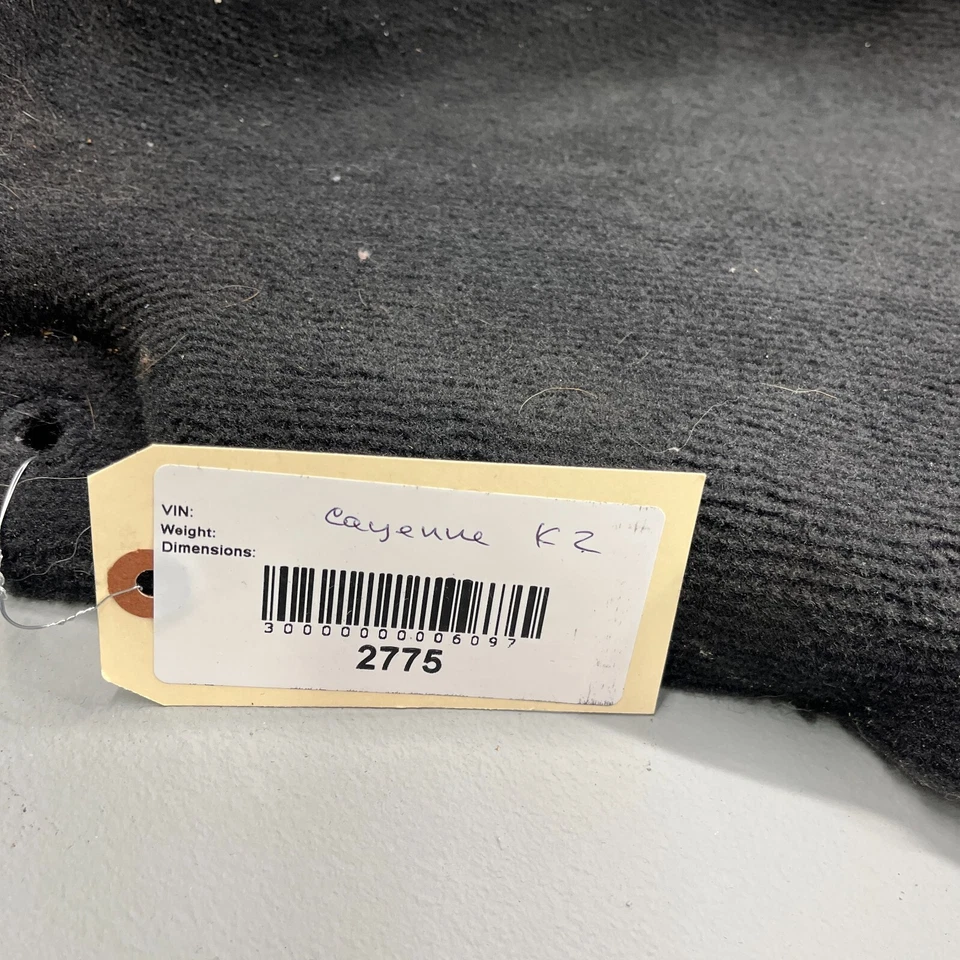 VIN: Cayenne K2
Weight:
Dimensions:
3000000006097
2775